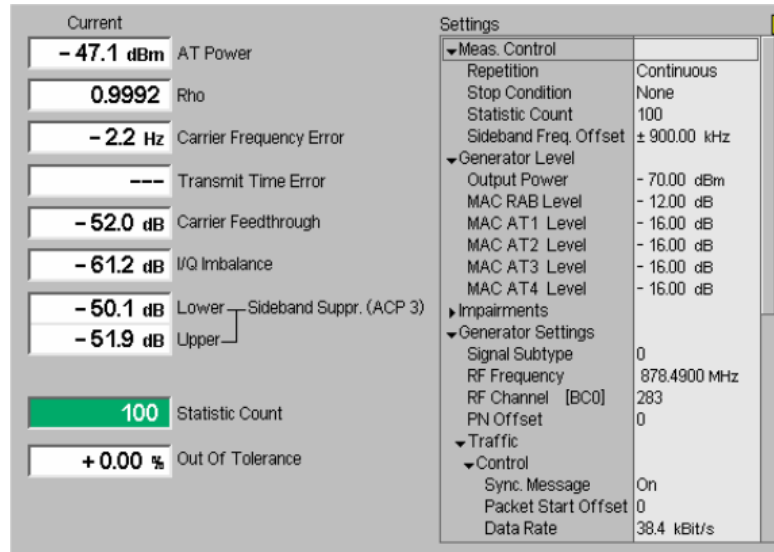 Current
- 47.1 dBm AT Power
0.9992 Rho
- 2.2 Hz Carrier Frequency Error
--- Transmit Time Error
- 52.0 dB Carrier Feedthrough
- 61.2 dB I/Q Imbalance
- 50.1 dB Lower Sideband Suppr. (ACP 3)
- 51.9 dB Upper
100 Statistic Count
+ 0.00 % Out Of Tolerance
Settings
Meas. Control
Repetition Continuous
Stop Condition None
Statistic Count 100
Sideband Freq. Offset ± 900.00 kHz
Generator Level
Output Power - 70.00 dBm
MAC RAB Level - 12.00 dB
MAC AT1 Level - 16.00 dB
MAC AT2 Level - 16.00 dB
MAC AT3 Level - 16.00 dB
MAC AT4 Level - 16.00 dB
Impairments
Generator Settings
Signal Subtype 0
RF Frequency 878.4900 MHz
RF Channel [BC0] 283
PN Offset 0
Traffic
Control
Sync. Message On
Packet Start Offset 0
Data Rate 38.4 kBit/s